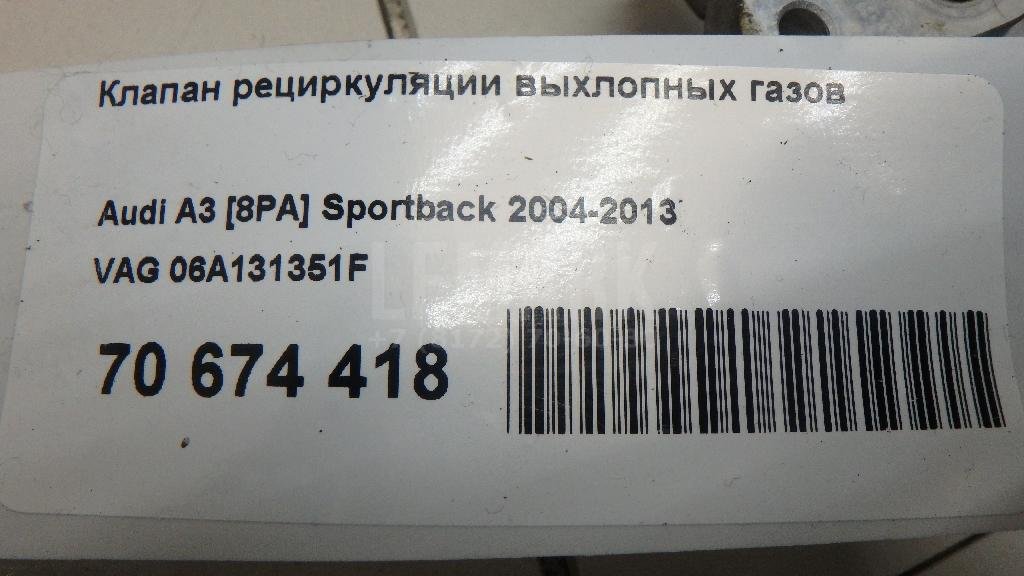 Клапан рециркуляции выхлопных газов
Audi A3 [8PA] Sportback 2004-2013
VAG 06A131351F
70 674 418